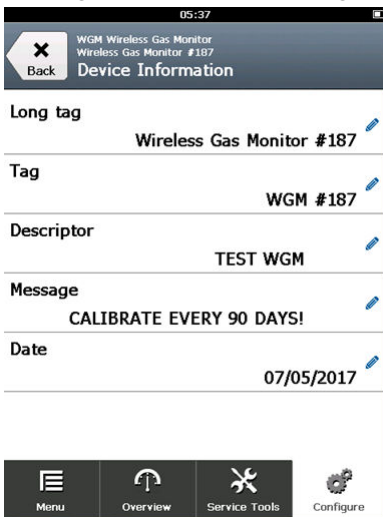 05:37
WGM Wireless Gas Monitor
Wireless Gas Monitor #187
Back
Device Information
Long tag
Wireless Gas Monitor #187
Tag
WGM #187
Descriptor
TEST WGM
Message
CALIBRATE EVERY 90 DAYS!
Date
07/05/2017
Menu
Overview
Service Tools
Configure